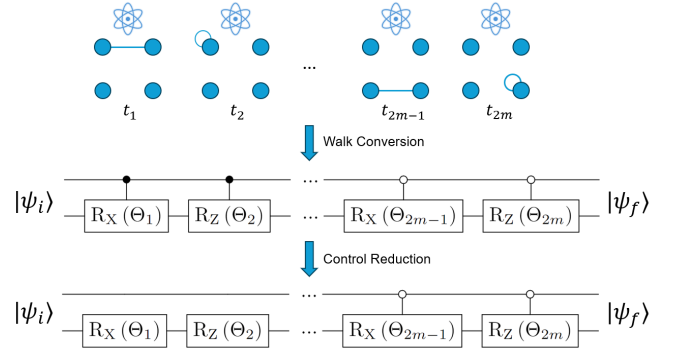 ...
t₁ t₂ t₂ₘ₋₁ t₂ₘ
Walk Conversion
|ψᵢ⟩ R_X (Θ₁) R_Z (Θ₂) ... R_X (Θ₂ₘ₋₁) R_Z (Θ₂ₘ) |ψ_f⟩
Control Reduction
|ψᵢ⟩ R_X (Θ₁) R_Z (Θ₂) ... R_X (Θ₂ₘ₋₁) R_Z (Θ₂ₘ) |ψ_f⟩